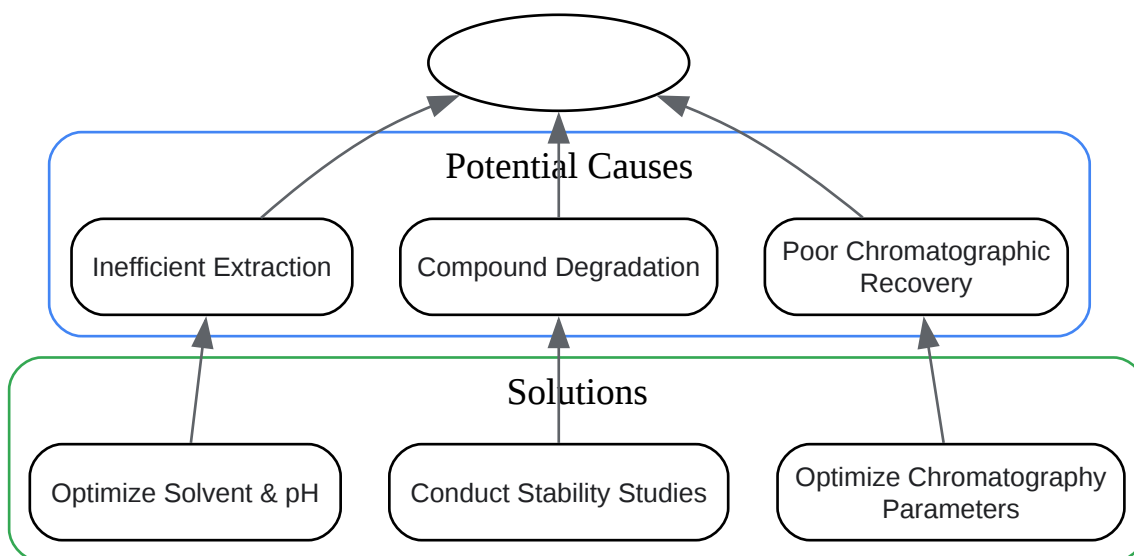 Potential Causes
Inefficient Extraction
Compound Degradation
Poor Chromatographic
Recovery
Solutions
Optimize Solvent & pH
Conduct Stability Studies
Optimize Chromatography
Parameters